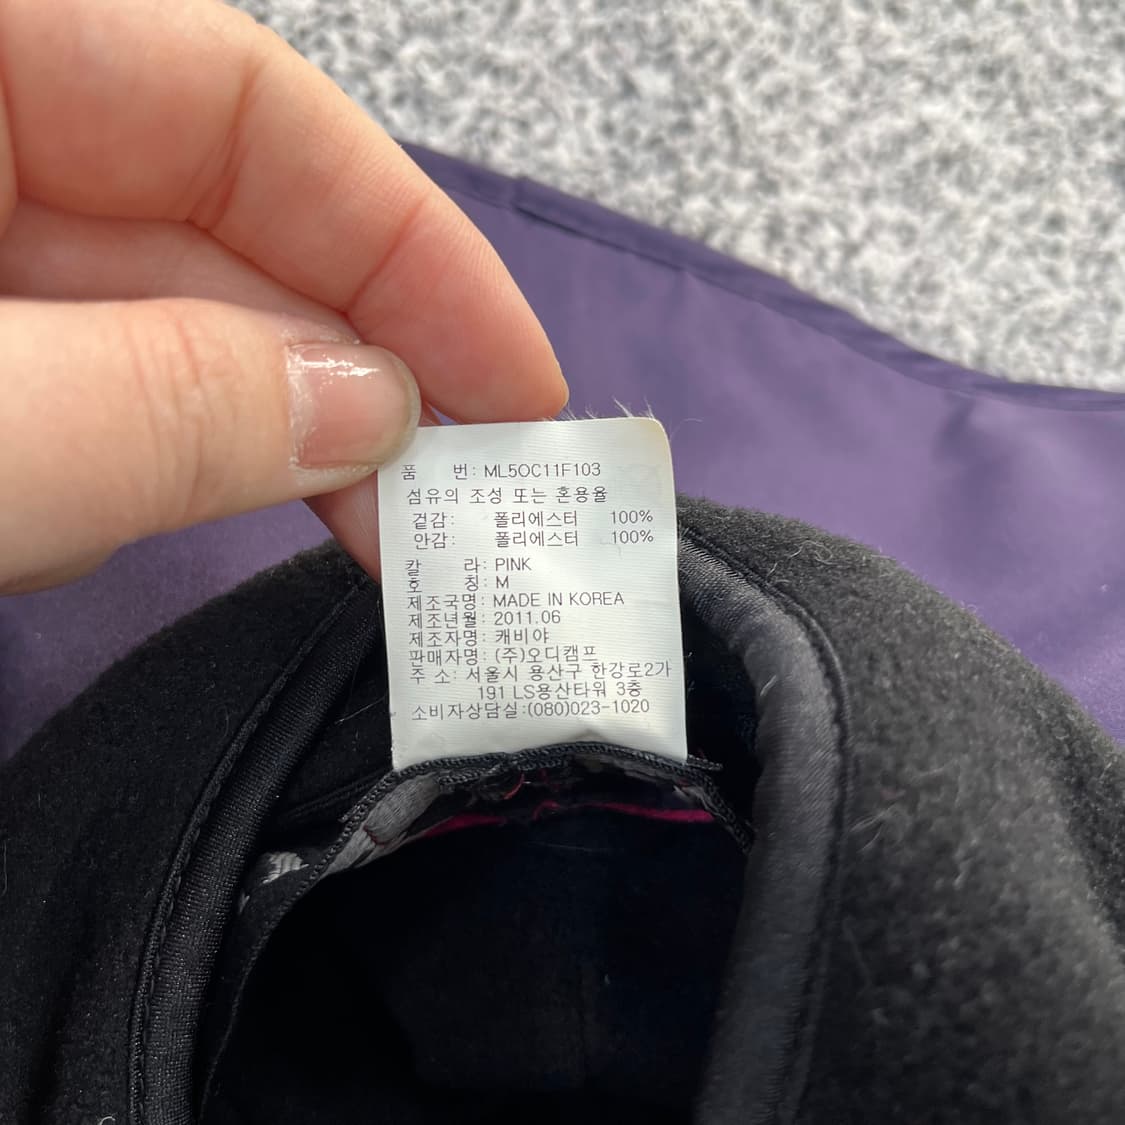 품 번: ML5OC11F103
섬유의 조성 또는 혼용율
겉감: 폴리에스터 100%
안감: 폴리에스터 100%
칼 라: PINK
호 칭: M
제조국명: MADE IN KOREA
제조년월: 2011.06
제조자명: 캐비야
판매자명: (주)오디캠프
주 소: 서울시 용산구 한강로2가
191 LS용산타워 3층
소비자상담실:(080)023-1020